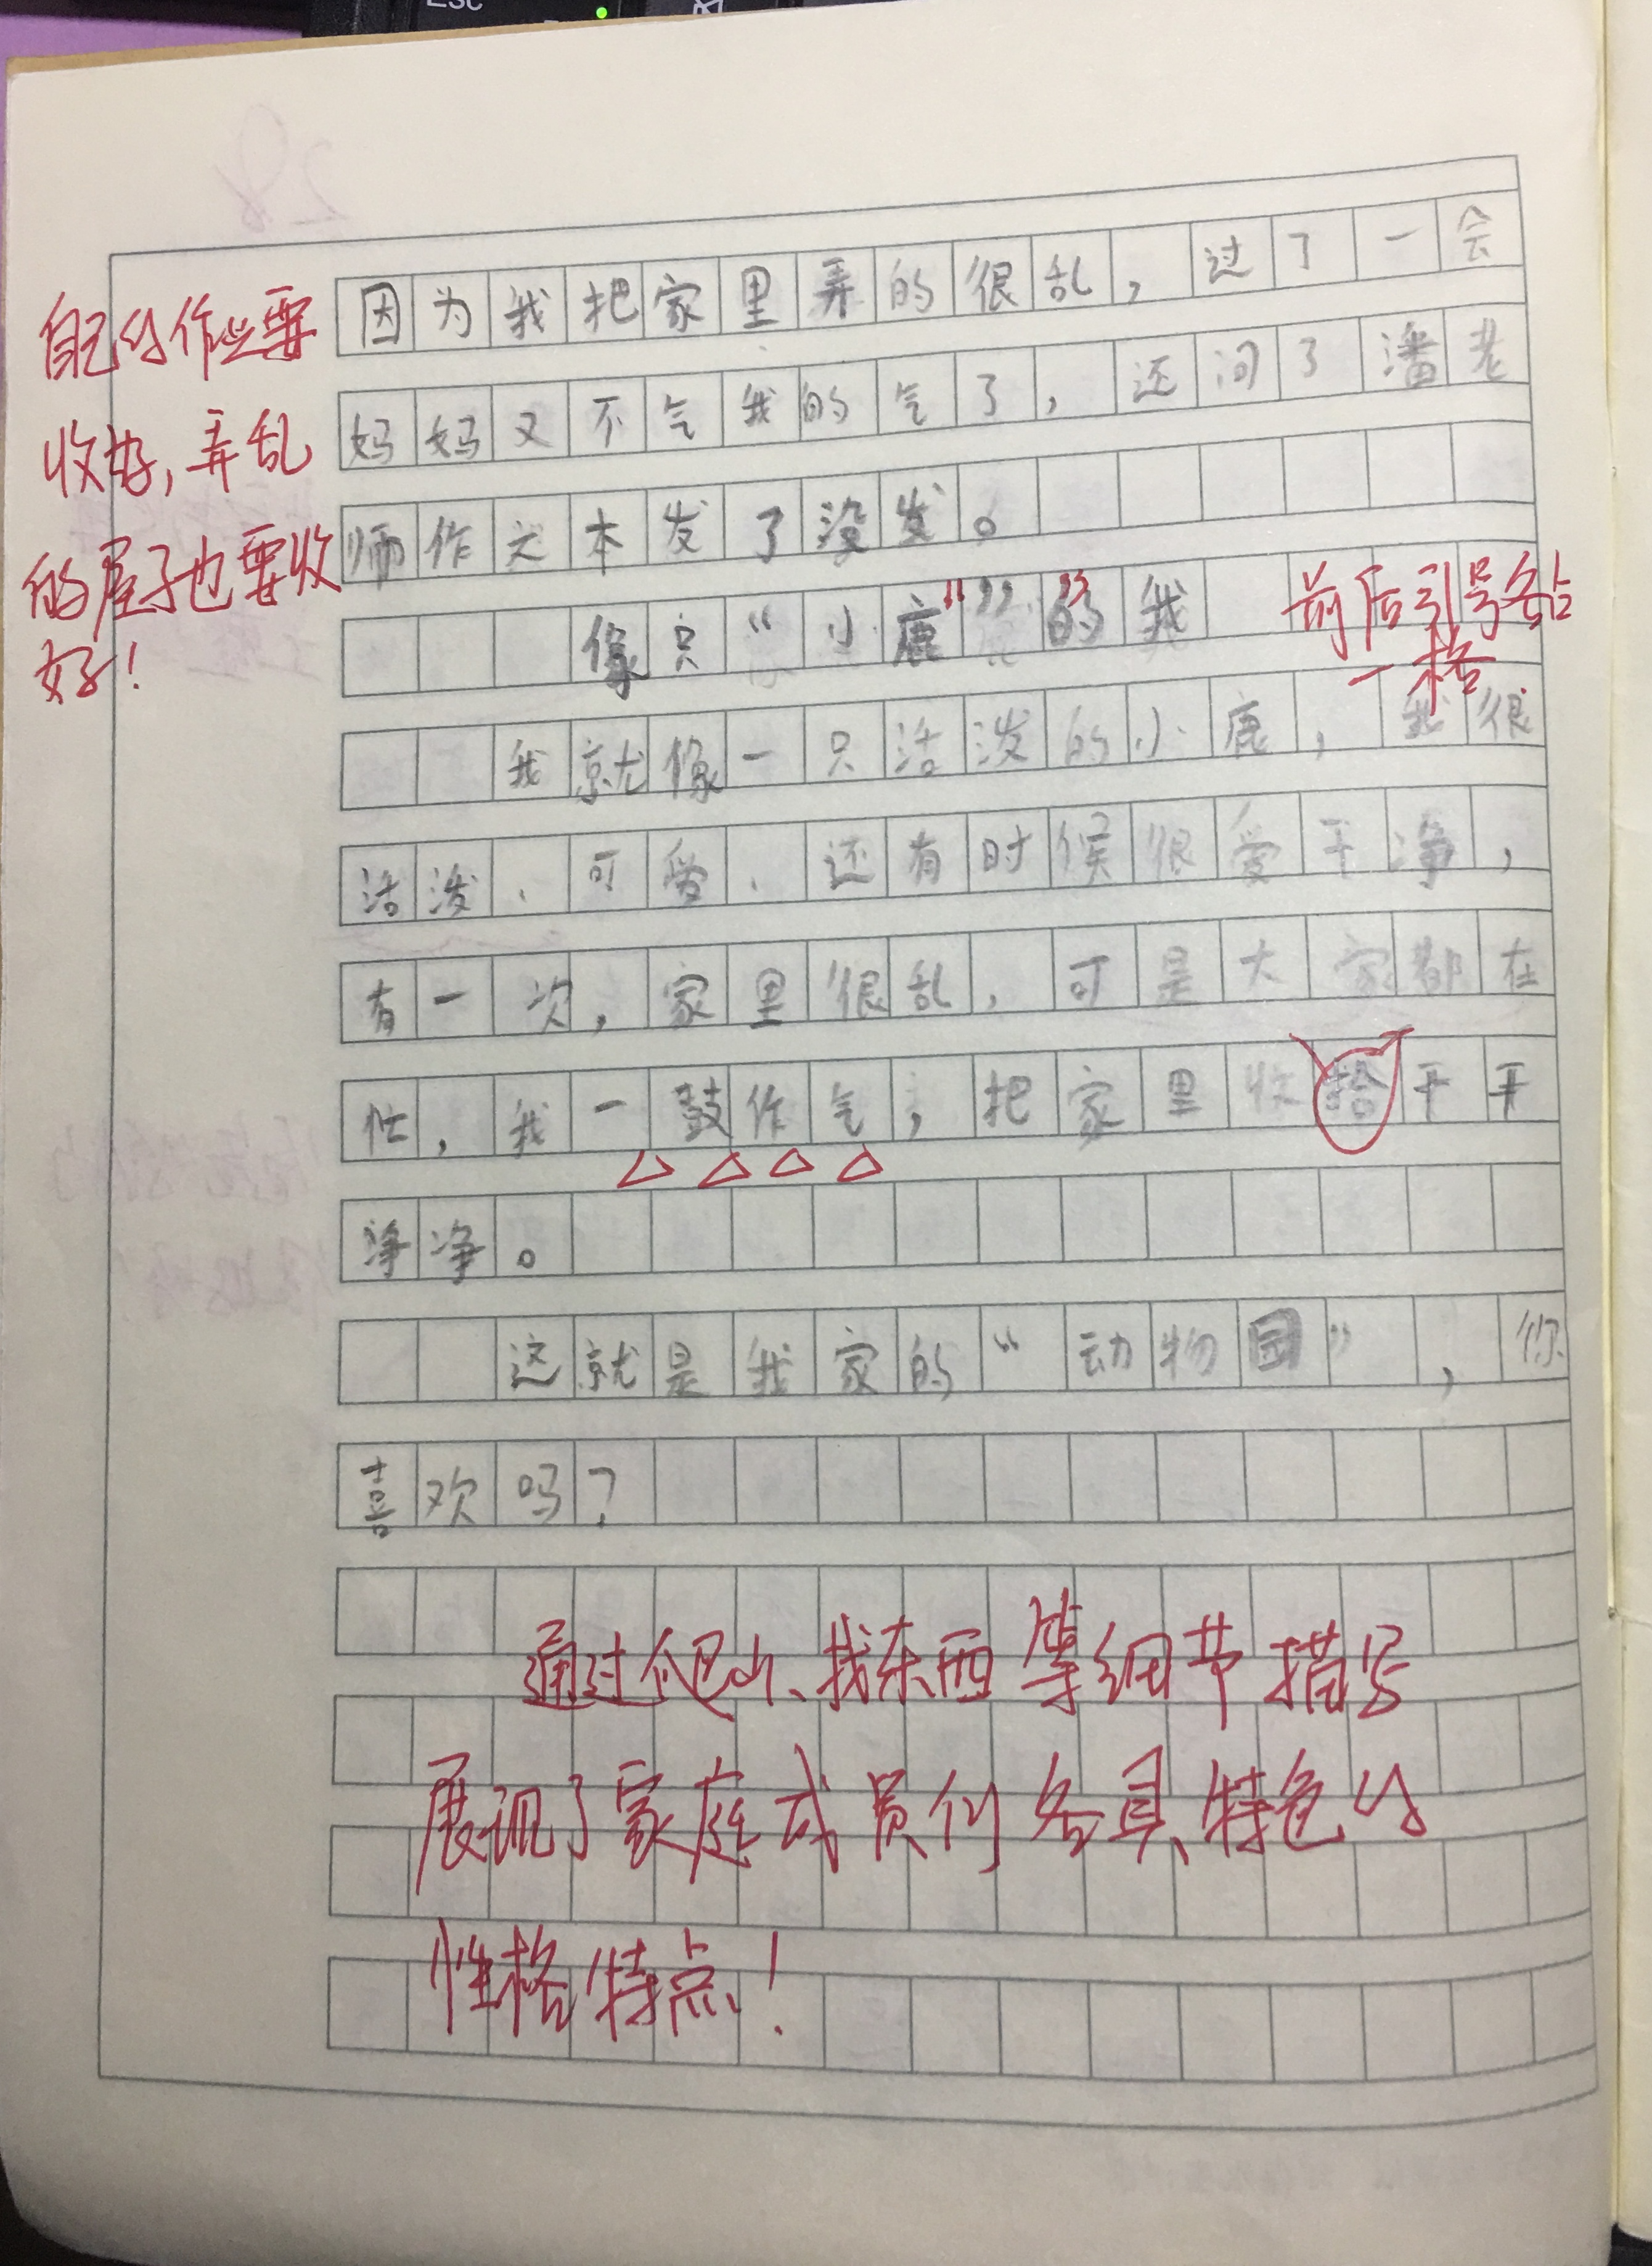 因为我把家里弄的很乱，过了一会
妈妈又不气我的气了，还问了潘老
师作文本发了没发。
像只“小鹿”的我
我就像一只活泼的小鹿，我很
活泼、可爱、还有时候很爱干净，
有一次，家里很乱，可是大家都在
忙，我一鼓作气，把家里收拾干干
净净。
这就是我家的“动物园”，你
喜欢吗？
自己的作业要
收好，弄乱
的屋子也要收
好！
前后引号各占
一格
通过爬山、找东西等细节描写
展现了家庭成员们各具特色的
性格特点！
Esc